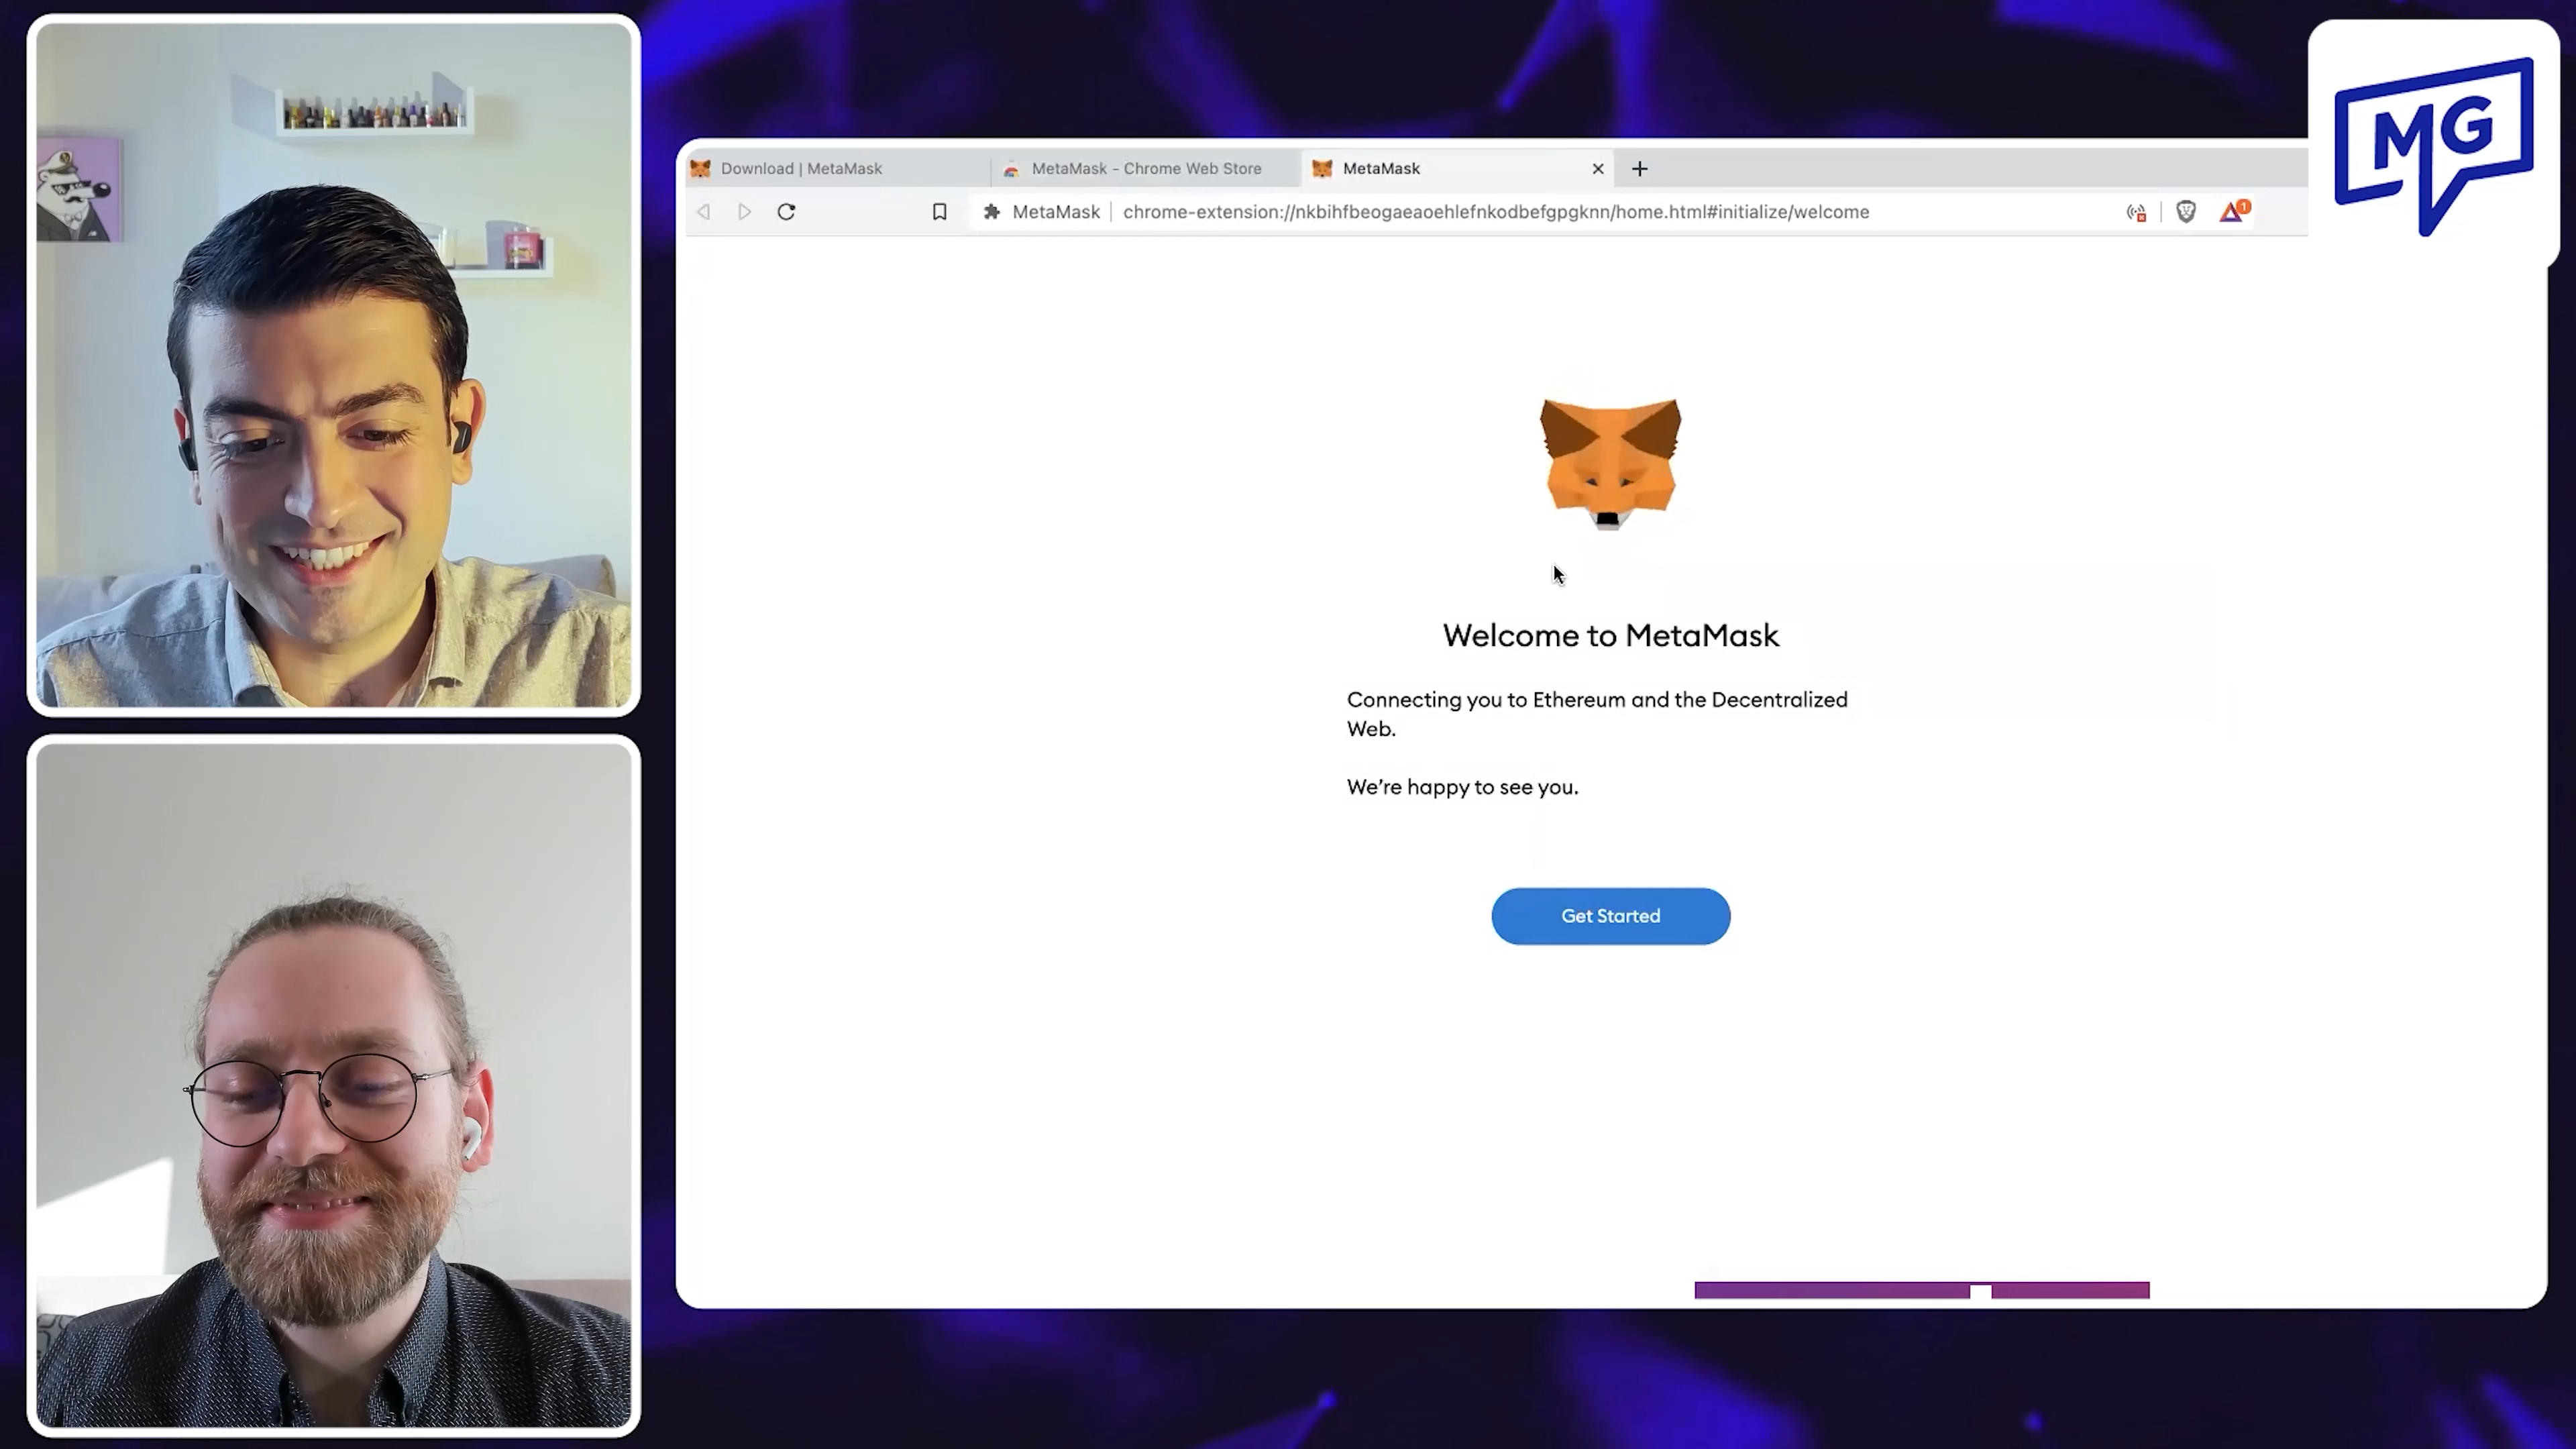 MG
Download | MetaMask
MetaMask - Chrome Web Store
MetaMask
MetaMask
chrome-extension://nkbihfbeogaeaoehlefnkodbefgpgknn/home.html#initialize/welcome
1
Welcome to MetaMask
Connecting you to Ethereum and the Decentralized
Web.
We’re happy to see you.
Get Started